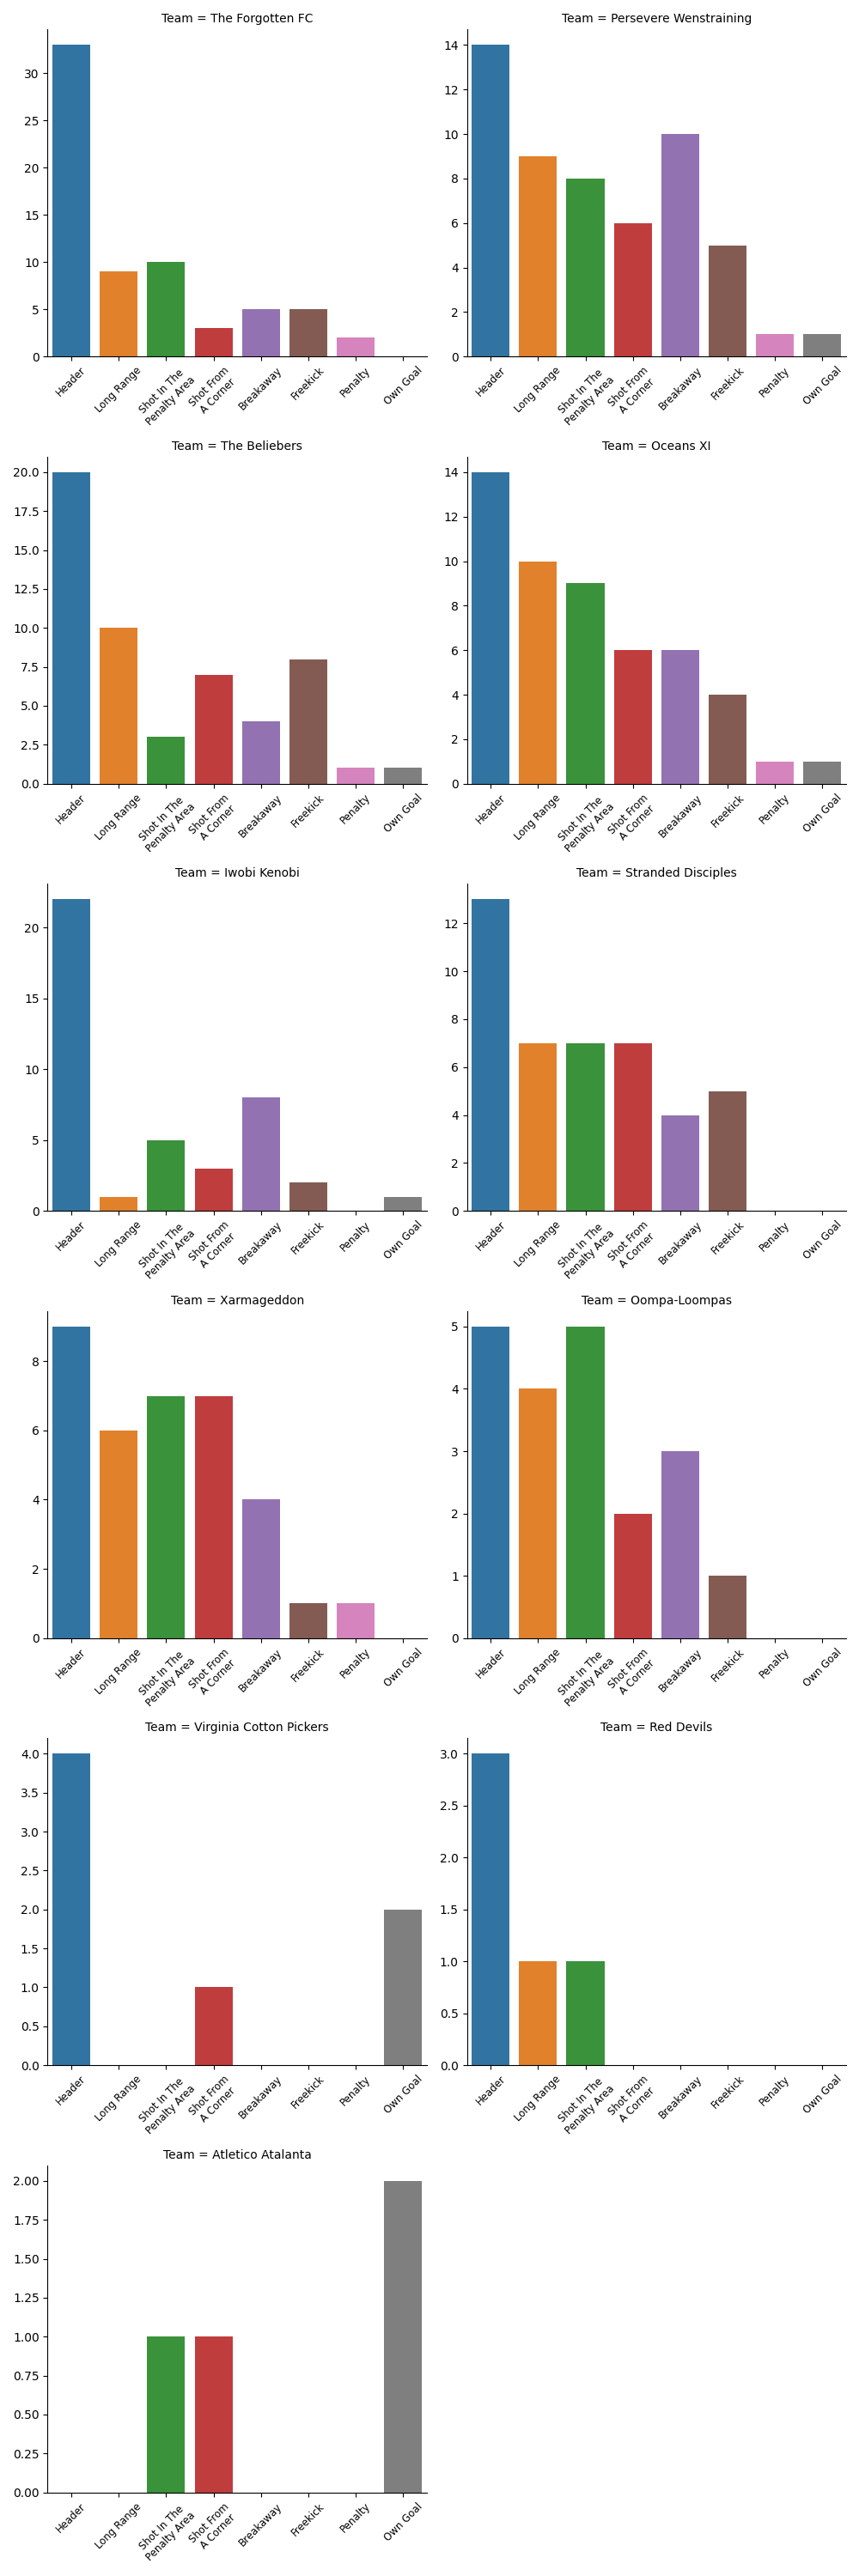 Team = The Forgotten FC
30
25
20
15
10
5
0
Header
Long Range
Shot In The
Penalty Area
Shot From
A Corner
Breakaway
Freekick
Penalty
Own Goal
Team = Persevere Wenstraining
14
12
10
8
6
4
2
0
Header
Long Range
Shot In The
Penalty Area
Shot From
A Corner
Breakaway
Freekick
Penalty
Own Goal
Team = The Beliebers
20.0
17.5
15.0
12.5
10.0
7.5
5.0
2.5
0.0
Header
Long Range
Shot In The
Penalty Area
Shot From
A Corner
Breakaway
Freekick
Penalty
Own Goal
Team = Oceans XI
14
12
10
8
6
4
2
0
Header
Long Range
Shot In The
Penalty Area
Shot From
A Corner
Breakaway
Freekick
Penalty
Own Goal
Team = Iwobi Kenobi
20
15
10
5
0
Header
Long Range
Shot In The
Penalty Area
Shot From
A Corner
Breakaway
Freekick
Penalty
Own Goal
Team = Stranded Disciples
12
10
8
6
4
2
0
Header
Long Range
Shot In The
Penalty Area
Shot From
A Corner
Breakaway
Freekick
Penalty
Own Goal
Team = Xarmageddon
8
6
4
2
0
Header
Long Range
Shot In The
Penalty Area
Shot From
A Corner
Breakaway
Freekick
Penalty
Own Goal
Team = Oompa-Loompas
5
4
3
2
1
0
Header
Long Range
Shot In The
Penalty Area
Shot From
A Corner
Breakaway
Freekick
Penalty
Own Goal
Team = Virginia Cotton Pickers
4.0
3.5
3.0
2.5
2.0
1.5
1.0
0.5
0.0
Header
Long Range
Shot In The
Penalty Area
Shot From
A Corner
Breakaway
Freekick
Penalty
Own Goal
Team = Red Devils
3.0
2.5
2.0
1.5
1.0
0.5
0.0
Header
Long Range
Shot In The
Penalty Area
Shot From
A Corner
Breakaway
Freekick
Penalty
Own Goal
Team = Atletico Atalanta
2.00
1.75
1.50
1.25
1.00
0.75
0.50
0.25
0.00
Header
Long Range
Shot In The
Penalty Area
Shot From
A Corner
Breakaway
Freekick
Penalty
Own Goal